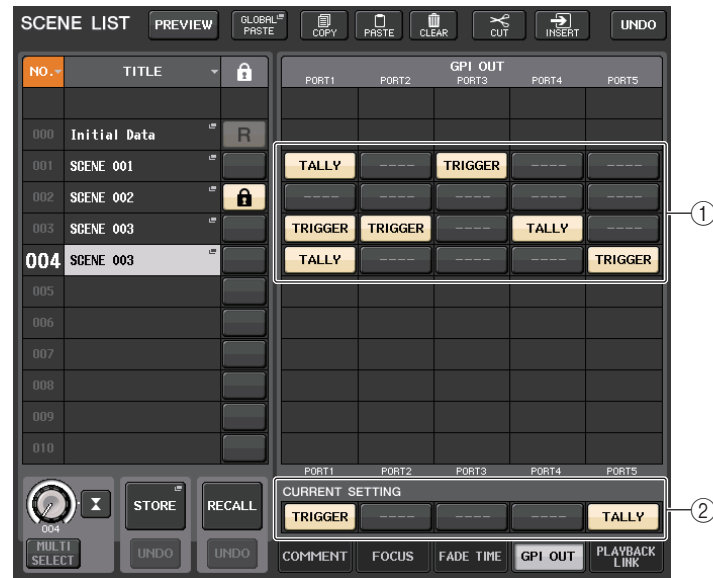 SCENE LIST PREVIEW GLOBAL PASTE COPY PASTE CLEAR CUT INSERT UNDO
NO. TITLE
GPI OUT
PORT1 PORT2 PORT3 PORT4 PORT5
000 Initial Data R
001 SCENE 001 TALLY ---- TRIGGER ---- ----
002 SCENE 002 ---- ---- ---- ---- ----
003 SCENE 003 TRIGGER TRIGGER ---- TALLY ----
004 SCENE 003 TALLY ---- ---- ---- TRIGGER
005
006
007
008
009
010
①
PORT1 PORT2 PORT3 PORT4 PORT5
CURRENT SETTING
TRIGGER ---- ---- ---- TALLY
②
004
STORE RECALL
MULTI SELECT UNDO UNDO
COMMENT FOCUS FADE TIME GPI OUT PLAYBACK LINK